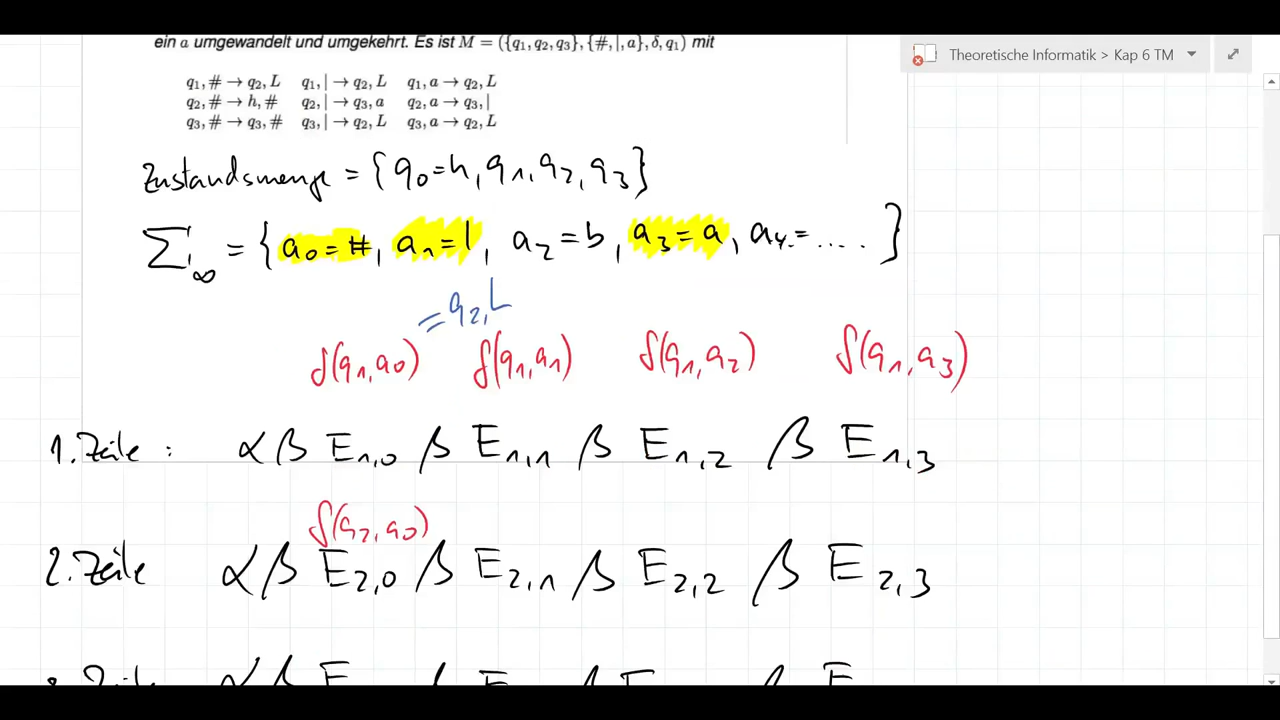 ein a umgewandelt und umgekehrt. Es ist M = ({q₁, q₂, q₃}, {#, |, a}, δ, q₁) mit
Theoretische Informatik > Kap 6 TM
q₁, # → q₂, L q₁, | → q₂, L q₁, a → q₂, L
q₂, # → h, # q₂, | → q₃, a q₂, a → q₃, |
q₃, # → q₃, # q₃, | → q₂, L q₃, a → q₂, L
Zustandsmenge = {q₀=h, q₁, q₂, q₃}
Σ∞ = {a₀=#, a₁=|, a₂=b, a₃=a, a₄=....}
= q₂, L
δ(q₁,a₀) δ(q₁,a₁) δ(q₁,a₂) δ(q₁,a₃)
1. Zeile: α β E₁,₀ β E₁,₁ β E₁,₂ β E₁,₃
δ(q₂,a₀)
2. Zeile α β E₂,₀ β E₂,₁ β E₂,₂ β E₂,₃